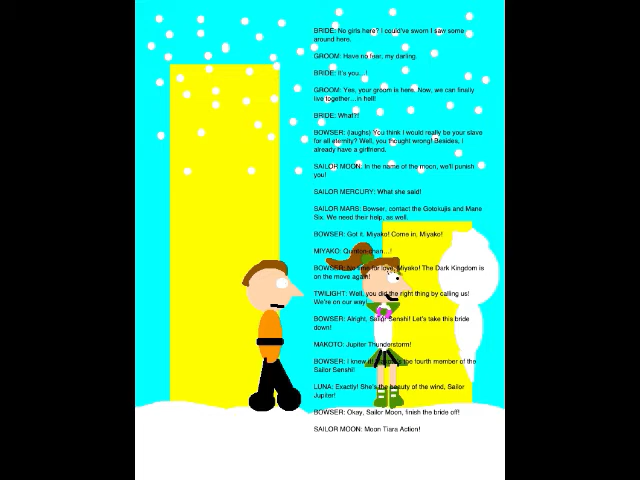 BRIDE: No girls here? I could've sworn I saw some
around here.
GROOM: Have no fear, my darling.
BRIDE: It's you...!
GROOM: Yes, your groom is here. Now, we can finally
live together...in hell!
BRIDE: What?!
BOWSER: (laughs) You think I would really be your slave
for all eternity? Well, you thought wrong! Besides, I
already have a girlfriend.
SAILOR MOON: In the name of the moon, we'll punish
you!
SAILOR MERCURY: What she said!
SAILOR MARS: Bowser, contact the Gotokujis and Mane
Six. We need their help, as well.
BOWSER: Got it. Miyako! Come in, Miyako!
MIYAKO: chan...!
BOWSER: No time for love, Miyako! The Dark Kingdom is
on the move again!
TWILIGHT: Well, you did the right thing by calling us!
We're on our way!
BOWSER: Alright, Sailor Senshi! Let's take this bride
down!
MAKOTO: Jupiter Thunderstorm!
BOWSER: I knew it! the fourth member of the
Sailor Senshi!
LUNA: Exactly! She's the beauty of the wind, Sailor
Jupiter!
BOWSER: Okay, Sailor Moon, finish the bride off!
SAILOR MOON: Moon Tiara Action!